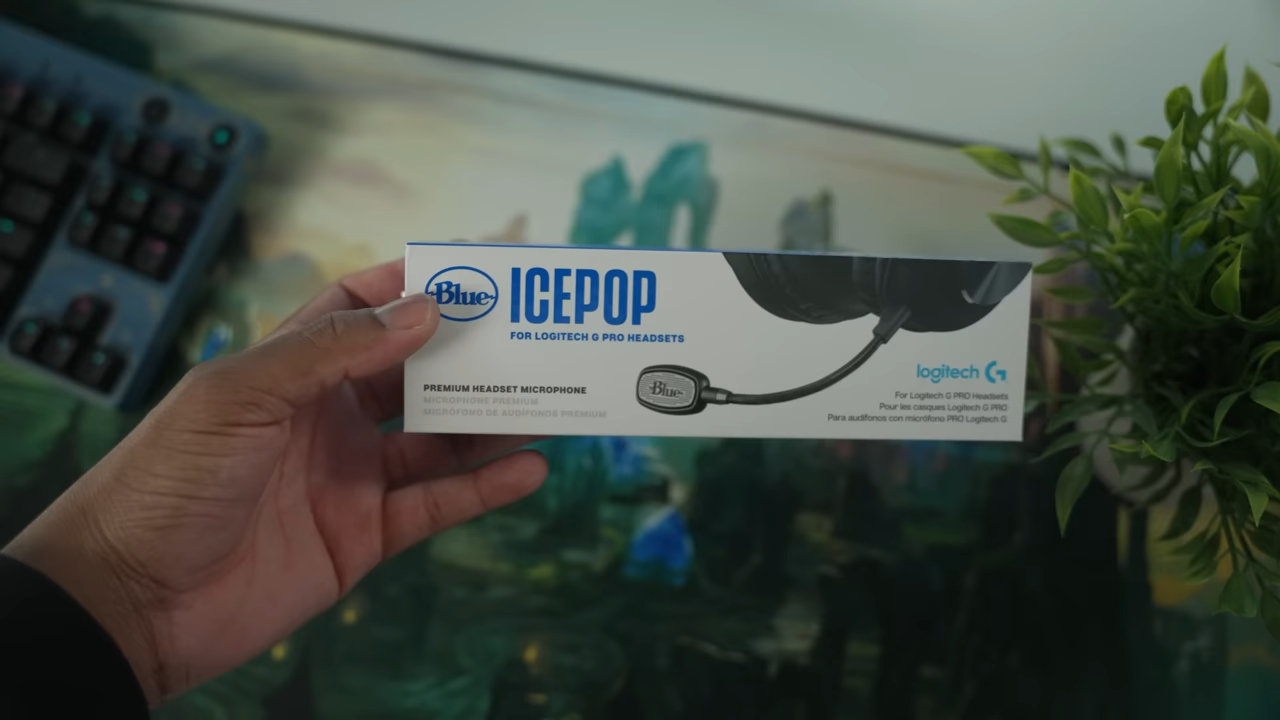 Blue
ICEPOP
FOR LOGITECH G PRO HEADSETS
PREMIUM HEADSET MICROPHONE
MICROPHONE PREMIUM
MICRÓFONO DE AUDÍFONOS PREMIUM
Blue
logitech G
For Logitech G PRO Headsets
Pour les casques Logitech G PRO
Para audífonos con micrófono PRO Logitech G